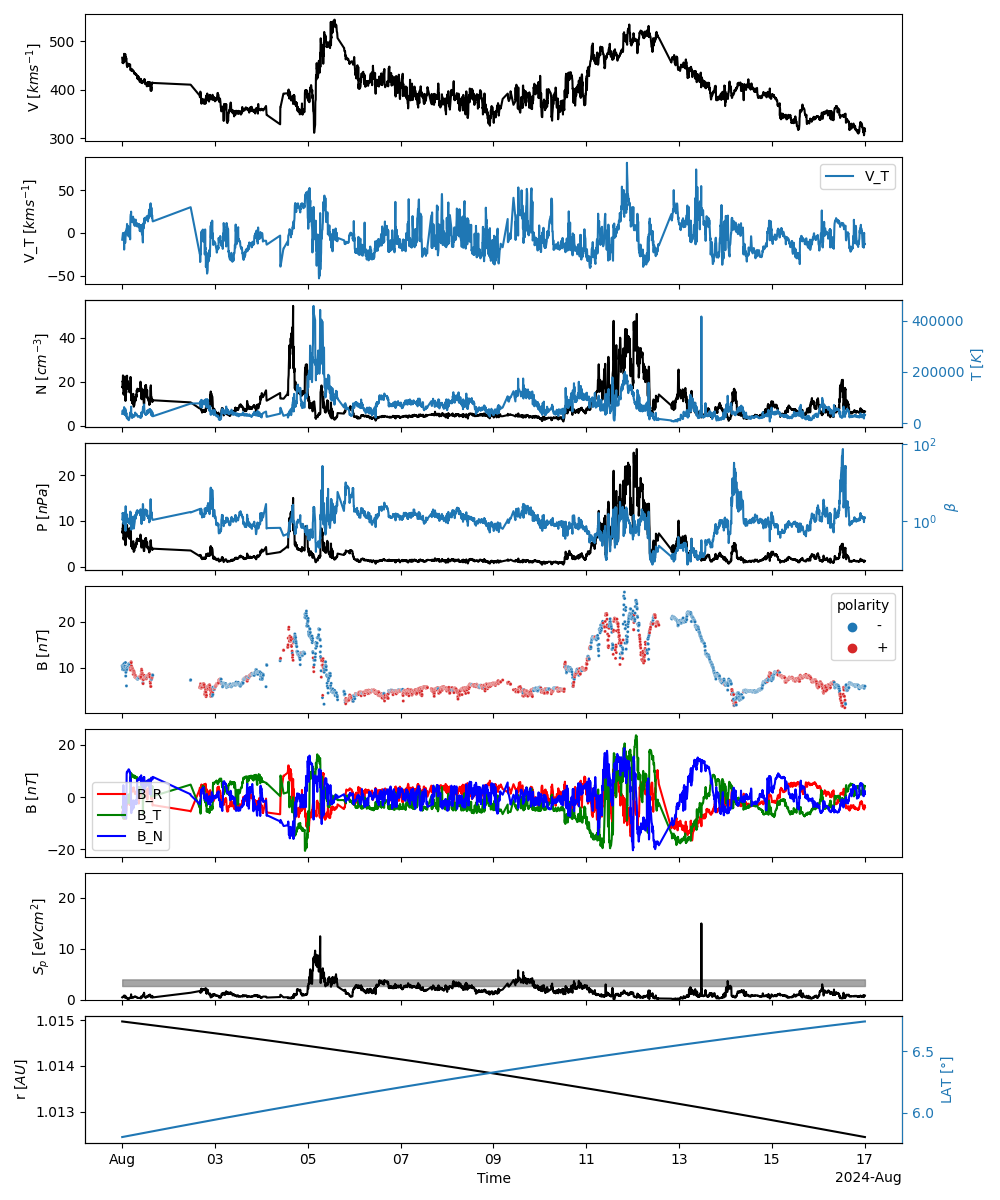 500
400
300
V [kms⁻¹]
50
0
−50
V_T [kms⁻¹]
V_T
40
20
0
N [cm⁻³]
400000
200000
0
T [K]
20
10
0
P [nPa]
10²
10⁰
β
20
10
B [nT]
polarity
-
+
20
0
−20
B [nT]
B_R
B_T
B_N
20
10
0
Sₚ [eVcm²]
1.015
1.014
1.013
r [AU]
6.5
6.0
LAT [°]
Aug
03
05
07
09
11
13
15
17
Time
2024-Aug